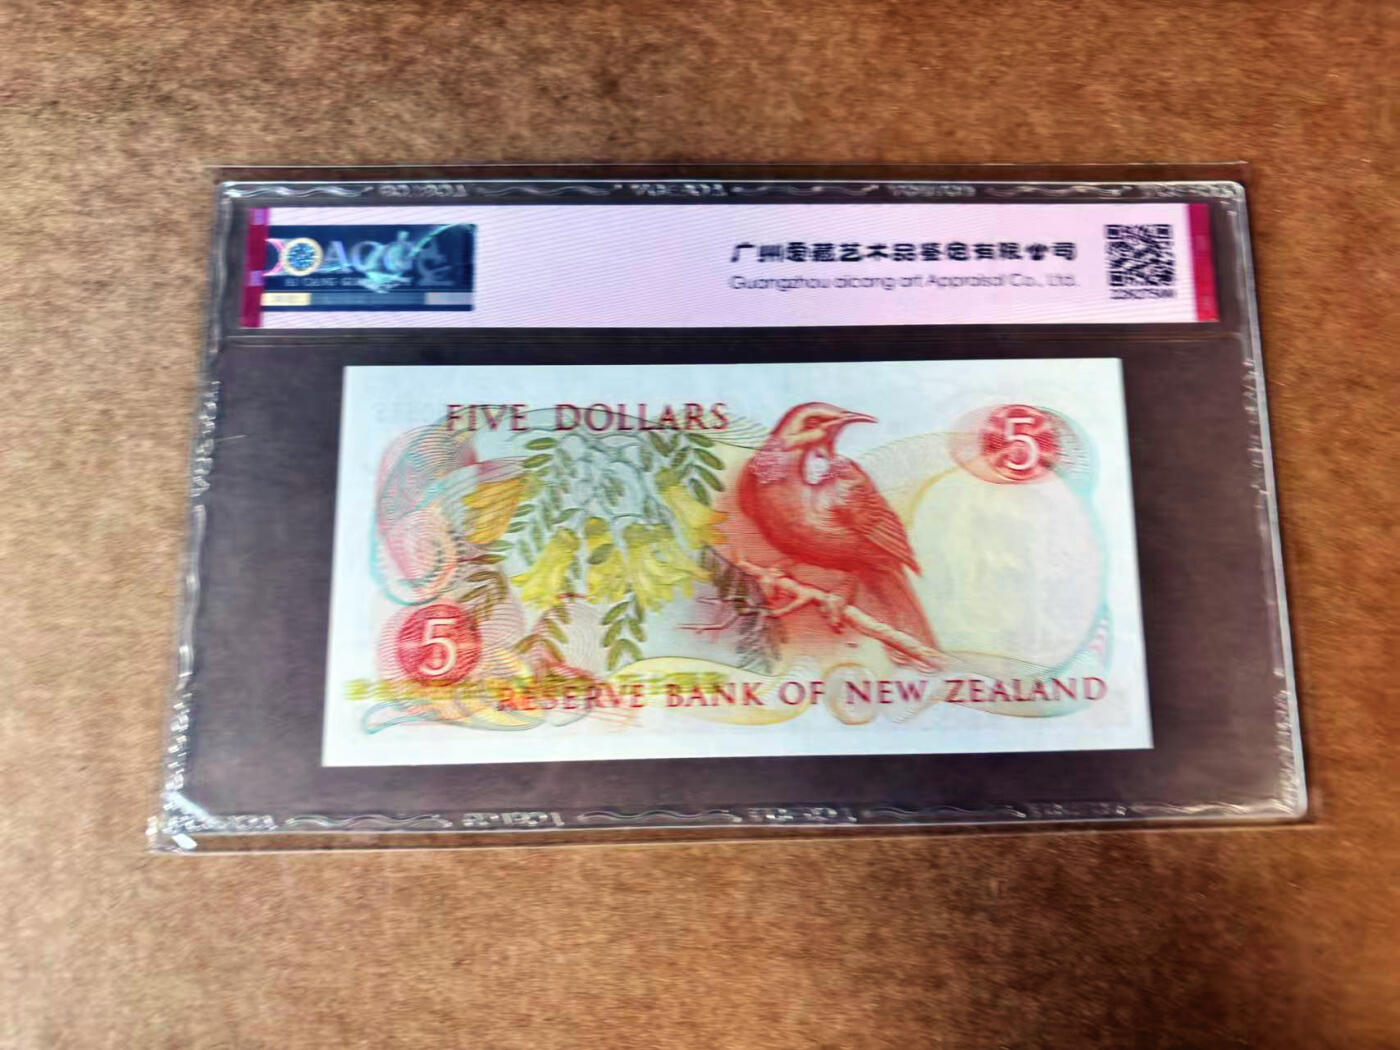 广州爱藏艺术品鉴定有限公司
Guangzhou aicang art Appraisal Co., Ltd.
FIVE DOLLARS
5
5
RESERVE BANK OF NEW ZEALAND